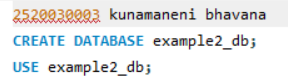 2520030003 kunamaneni bhavana
CREATE DATABASE example2_db;
USE example2_db;